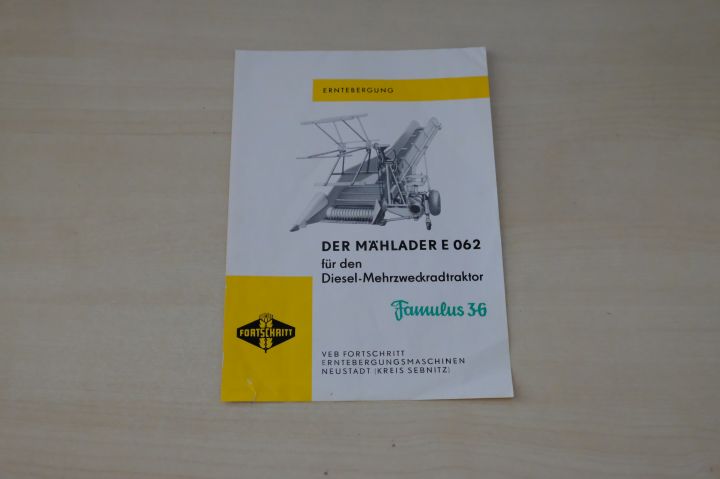 ERNTEBERGUNG
DER MÄHLADER E 062
für den
Diesel-Mehrzweckradtraktor
Famulus 36
FORTSCHRITT
VEB FORTSCHRITT
ERNTEBERGUNGSMASCHINEN
NEUSTADT (KREIS SEBNITZ)